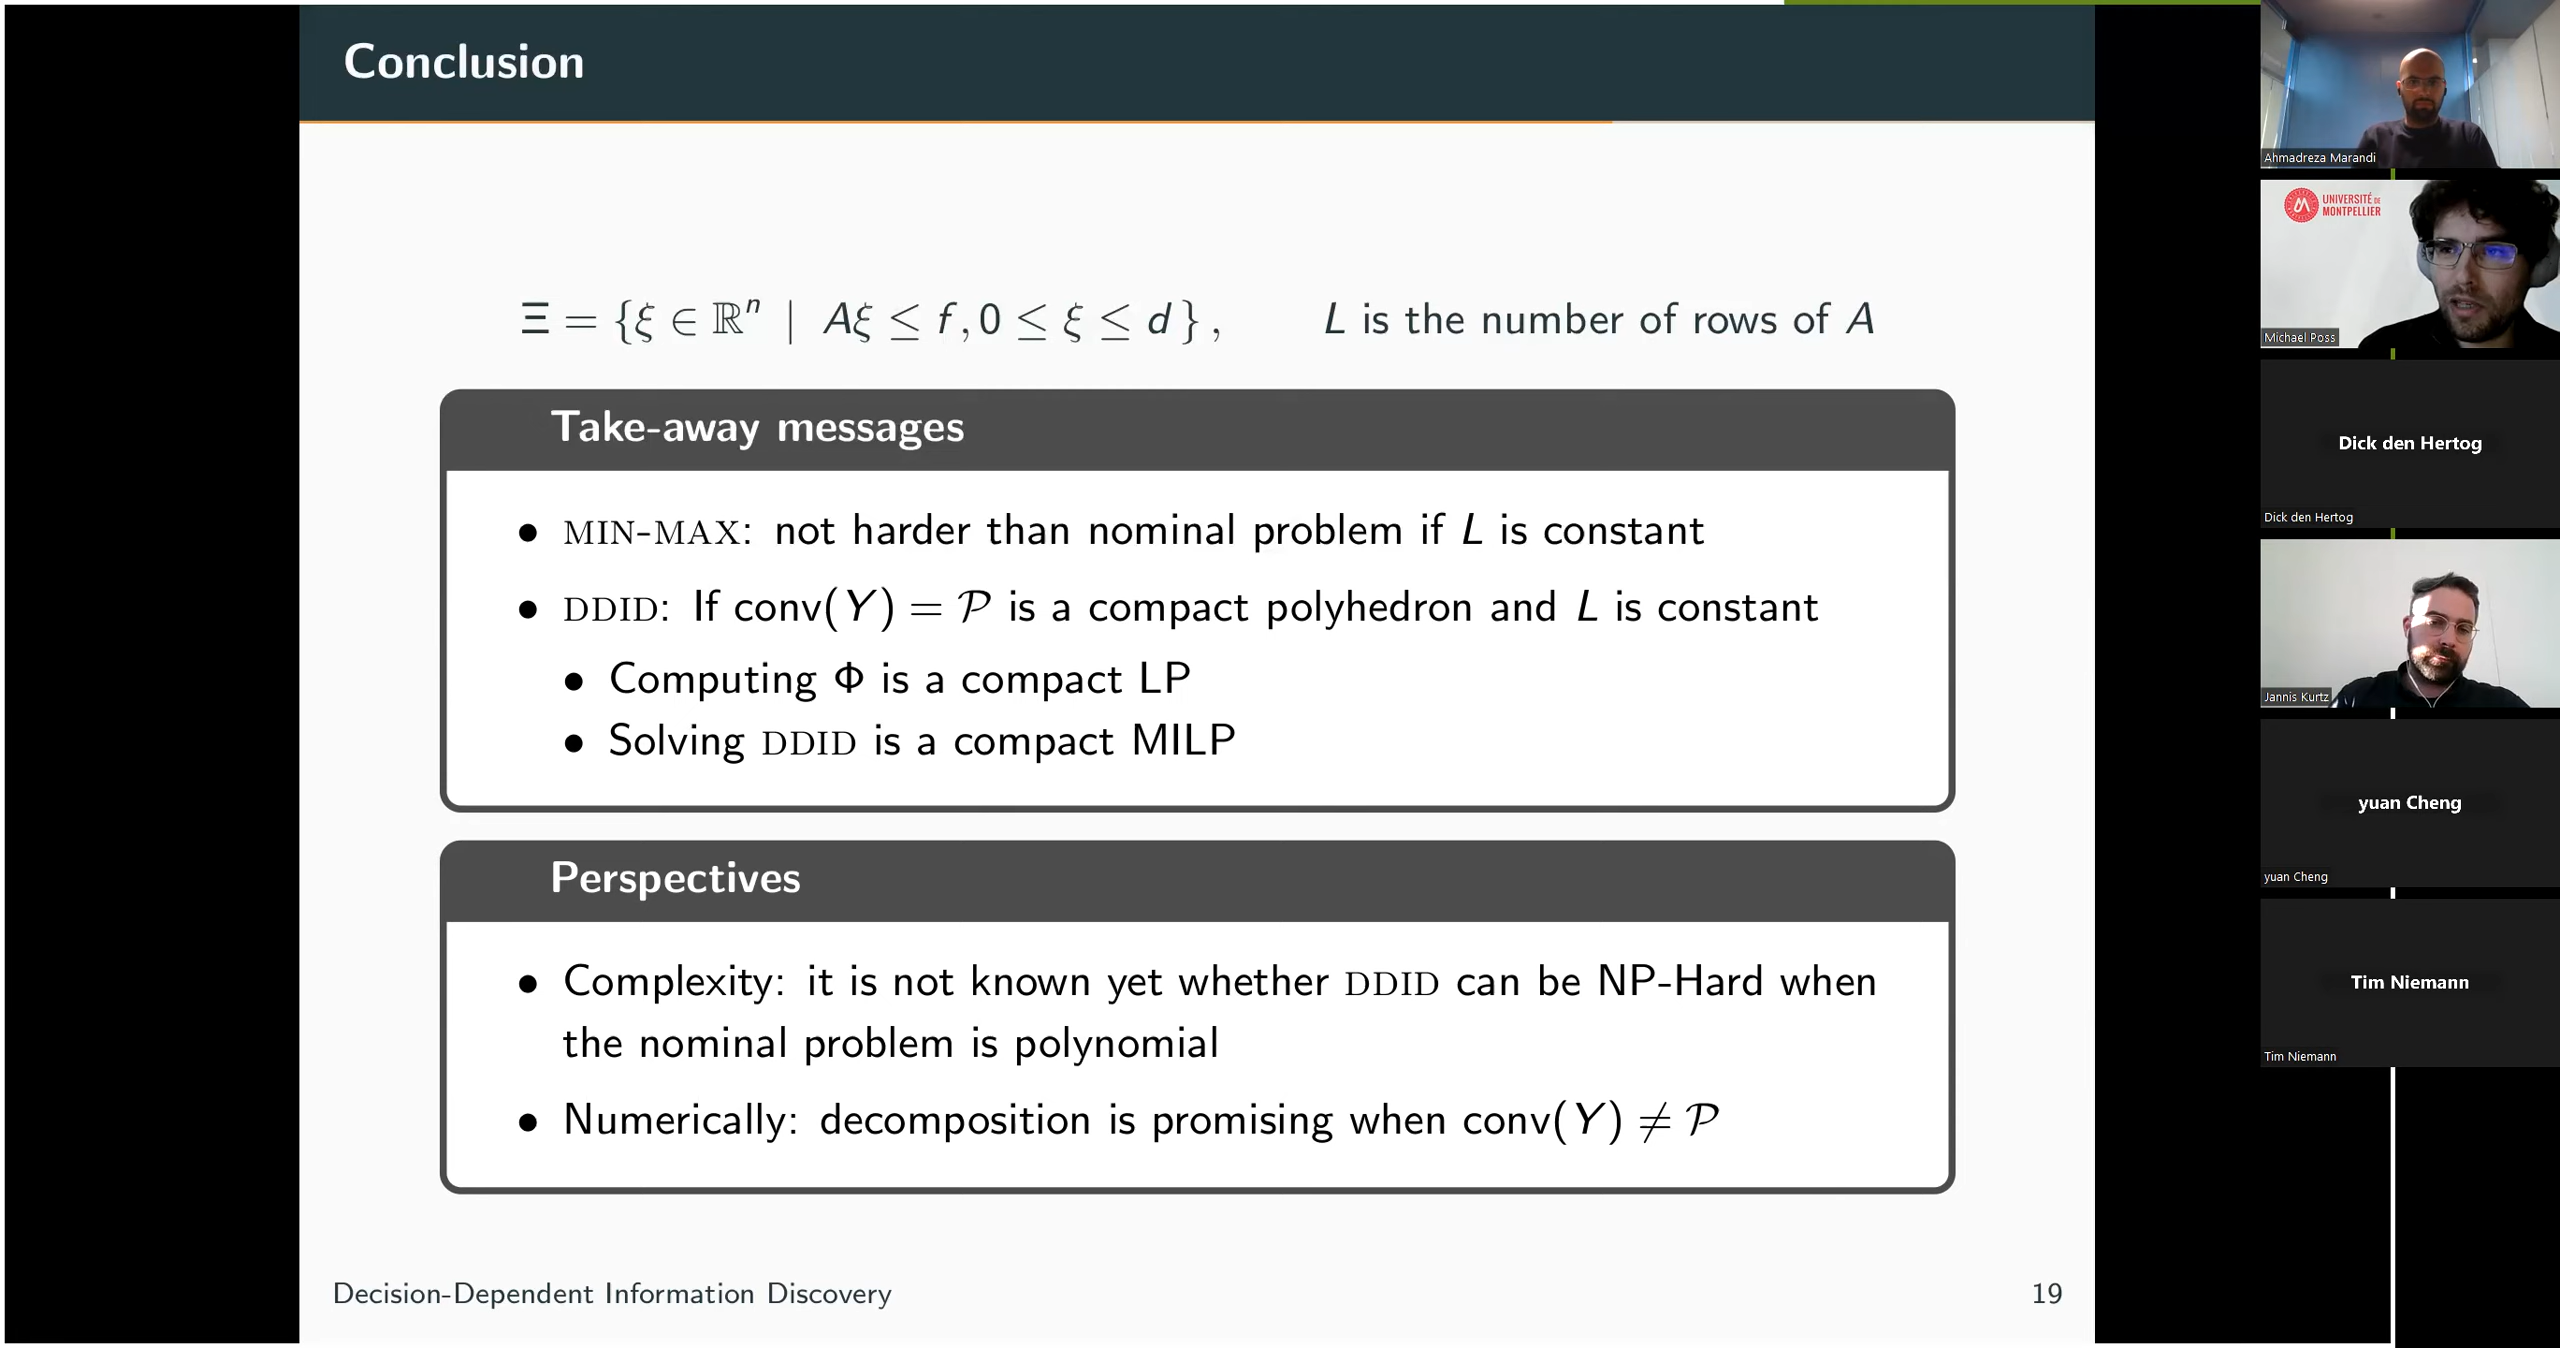 Conclusion
Ξ = {ξ ∈ ℝⁿ | Aξ ≤ f, 0 ≤ ξ ≤ d}, L is the number of rows of A
Take-away messages
• MIN-MAX: not harder than nominal problem if L is constant
• DDID: If conv(Y) = 𝒫 is a compact polyhedron and L is constant
• Computing Φ is a compact LP
• Solving DDID is a compact MILP
Perspectives
• Complexity: it is not known yet whether DDID can be NP-Hard when
the nominal problem is polynomial
• Numerically: decomposition is promising when conv(Y) ≠ 𝒫
Decision-Dependent Information Discovery
19
Ahmadreza Marandi
UNIVERSITÉ DE
MONTPELLIER
Michael Poss
Dick den Hertog
Dick den Hertog
Jannis Kurtz
yuan Cheng
yuan Cheng
Tim Niemann
Tim Niemann